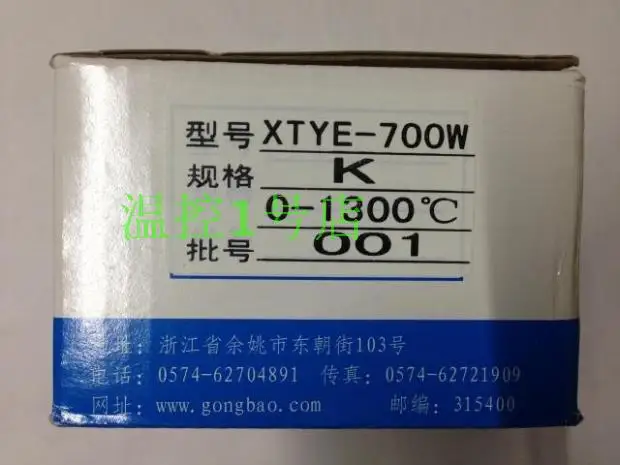 型号 XTYE-700W
规格 K
0-1300℃
温控1号店
批号 001
地址：浙江省余姚市东朝街103号
电话：0574-62704891 传真：0574-62721909
网址：www.gongbao.com 邮编：315400